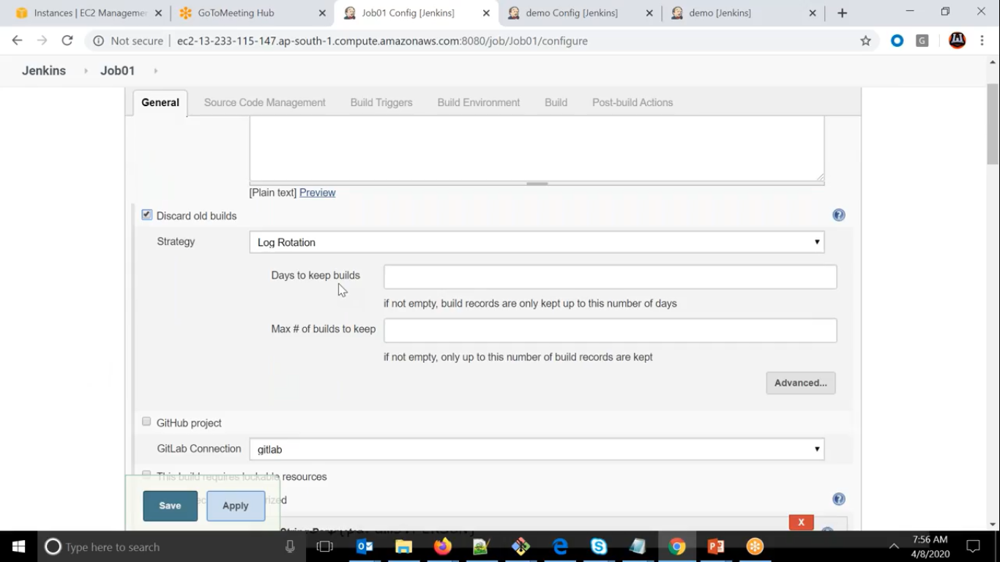 Instances | EC2 Managemer
GoToMeeting Hub
Job01 Config [Jenkins]
demo Config [Jenkins]
demo [Jenkins]
Not secure | ec2-13-233-115-147.ap-south-1.compute.amazonaws.com:8080/job/Job01/configure
Jenkins
Job01
General
Source Code Management
Build Triggers
Build Environment
Build
Post-build Actions
[Plain text] Preview
Discard old builds
Strategy
Log Rotation
Days to keep builds
if not empty, build records are only kept up to this number of days
Max # of builds to keep
if not empty, only up to this number of build records are kept
Advanced...
GitHub project
GitLab Connection
gitlab
This build requires lockable resources
Save
Apply
X
String Parameter
Type here to search
7:56 AM
4/8/2020